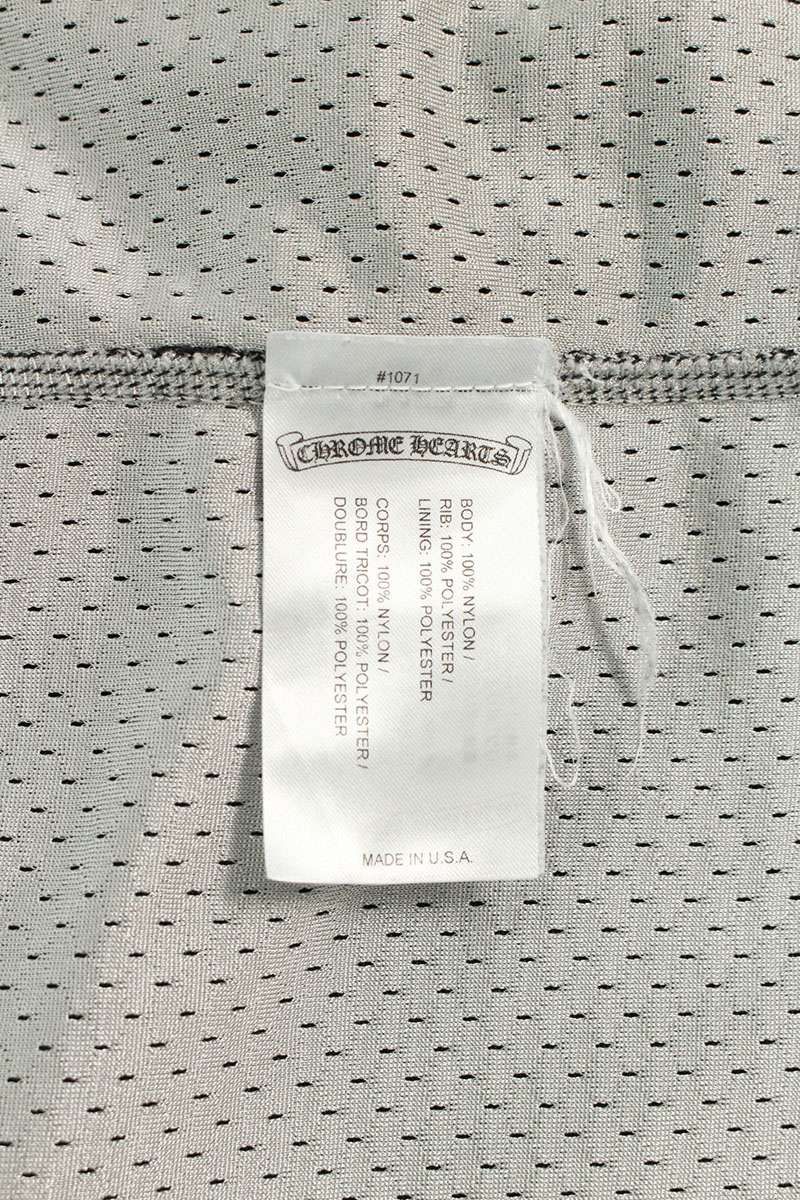 #1071
CHROME HEARTS
BODY: 100% NYLON /
RIB: 100% POLYESTER /
LINING: 100% POLYESTER
CORPS: 100% NYLON /
BORD TRICOT: 100% POLYESTER /
DOUBLURE: 100% POLYESTER
MADE IN U.S.A.